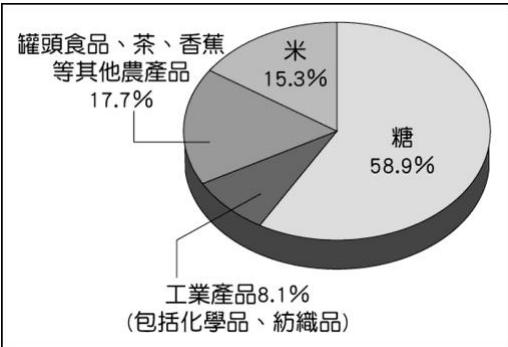 罐頭食品、茶、香蕉
等其他農產品
17.7%
米
15.3%
糖
58.9%
工業產品8.1%
(包括化學品、紡織品)